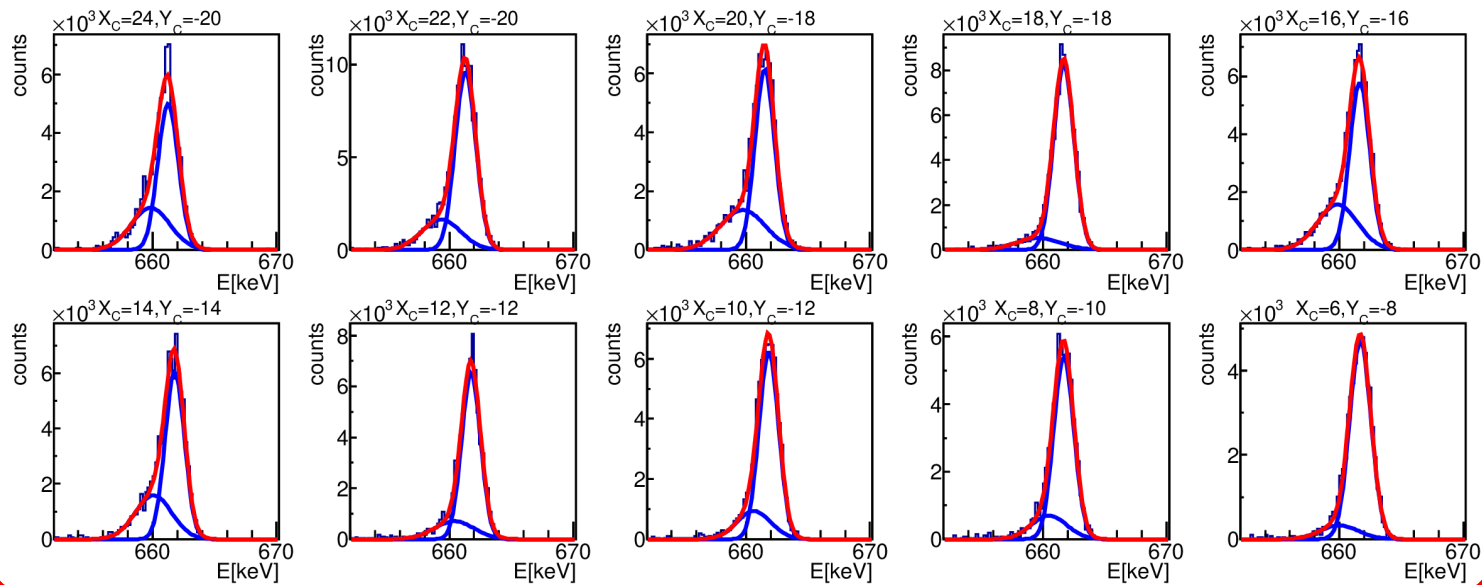 ×10³ X_C=24,Y_C=-20
counts
6
4
2
0
660
670
E[keV]
×10³ X_C=22,Y_C=-20
counts
10
5
0
660
670
E[keV]
×10³ X_C=20,Y_C=-18
counts
6
4
2
0
660
670
E[keV]
×10³ X_C=18,Y_C=-18
counts
8
6
4
2
0
660
670
E[keV]
×10³ X_C=16,Y_C=-16
counts
6
4
2
0
660
670
E[keV]
×10³ X_C=14,Y_C=-14
counts
6
4
2
0
660
670
E[keV]
×10³ X_C=12,Y_C=-12
counts
8
6
4
2
0
660
670
E[keV]
×10³ X_C=10,Y_C=-12
counts
6
4
2
0
660
670
E[keV]
×10³ X_C=8,Y_C=-10
counts
6
4
2
0
660
670
E[keV]
×10³ X_C=6,Y_C=-8
counts
4
2
0
660
670
E[keV]